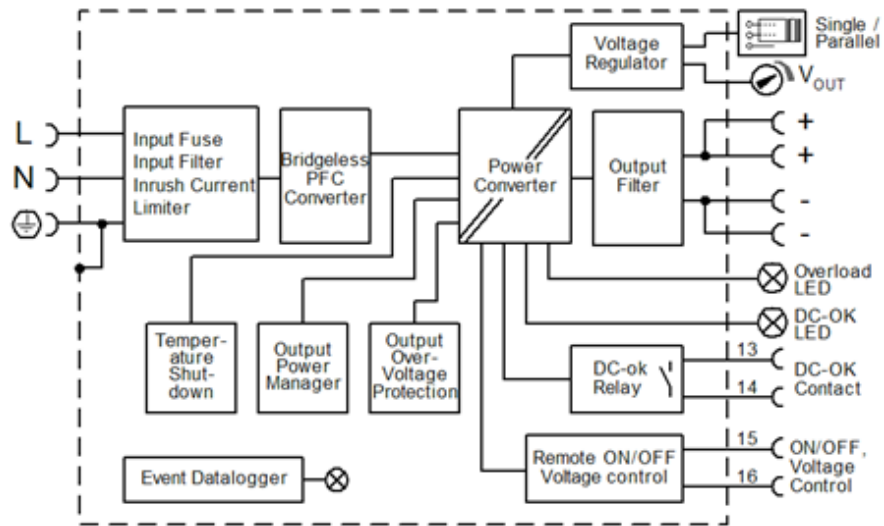 Single /
Parallel
Voltage
Regulator
VOUT
L
N
Input Fuse
Input Filter
Inrush Current
Limiter
Bridgeless
PFC
Converter
Power
Converter
Output
Filter
+
+
-
-
Overload
LED
DC-OK
LED
Temper-
ature
Shut-
down
Output
Power
Manager
Output
Over-
Voltage
Protection
DC-ok
Relay
13
14
DC-OK
Contact
Event Datalogger
Remote ON/OFF
Voltage control
15
16
ON/OFF,
Voltage
Control